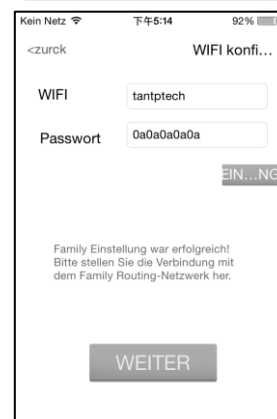 Kein Netz 下午5:14 92%
<zurck WIFI konfi...
WIFI tantptech
Passwort 0a0a0a0a0a
EIN...NG
Family Einstellung war erfolgreich!
Bitte stellen Sie die Verbindung mit
dem Family Routing-Netzwerk her.
WEITER